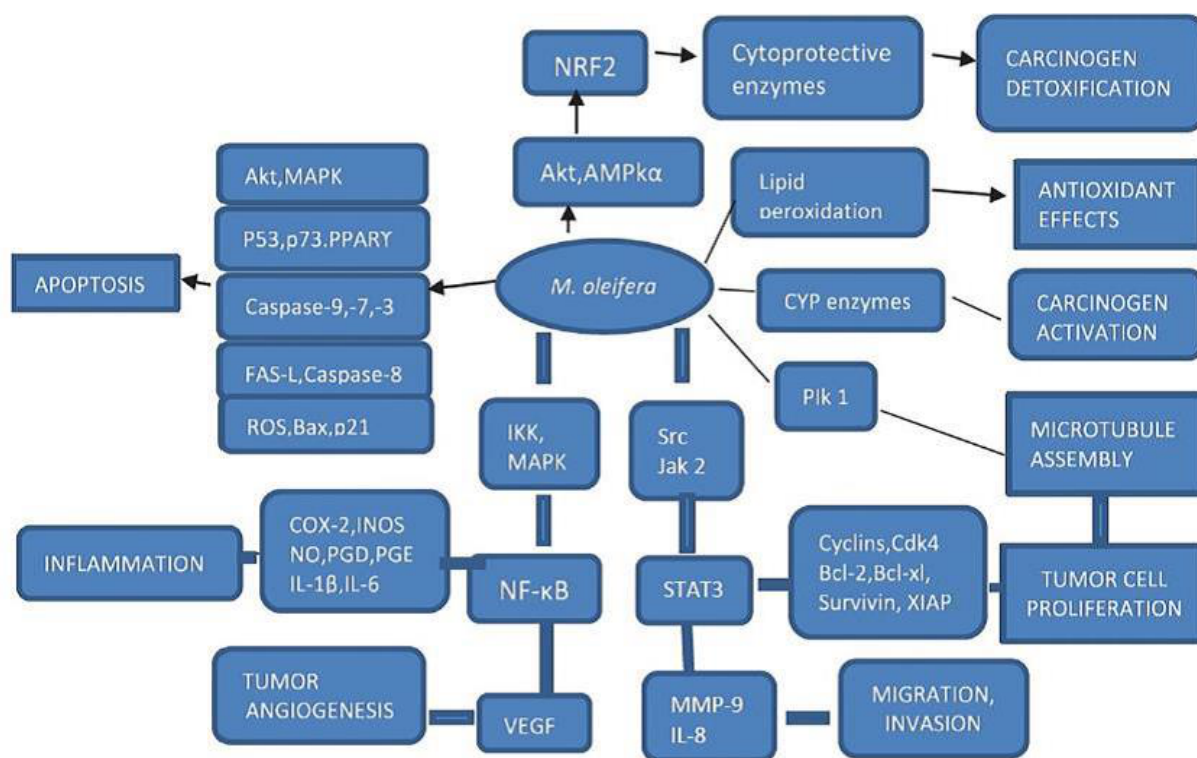 NRF2
Cytoprotective
enzymes
CARCINOGEN
DETOXIFICATION
Akt,MAPK
Akt,AMPkα
Lipid
peroxidation
ANTIOXIDANT
EFFECTS
P53,p73.PPARY
APOPTOSIS
Caspase-9,-7,-3
M. oleifera
CYP enzymes
CARCINOGEN
ACTIVATION
FAS-L,Caspase-8
ROS,Bax,p21
IKK,
MAPK
Src
Jak 2
Plk 1
MICROTUBULE
ASSEMBLY
INFLAMMATION
COX-2,INOS
NO,PGD,PGE
IL-1β,IL-6
NF-κB
STAT3
Cyclins,Cdk4
Bcl-2,Bcl-xl,
Survivin, XIAP
TUMOR CELL
PROLIFERATION
TUMOR
ANGIOGENESIS
VEGF
MMP-9
IL-8
MIGRATION,
INVASION